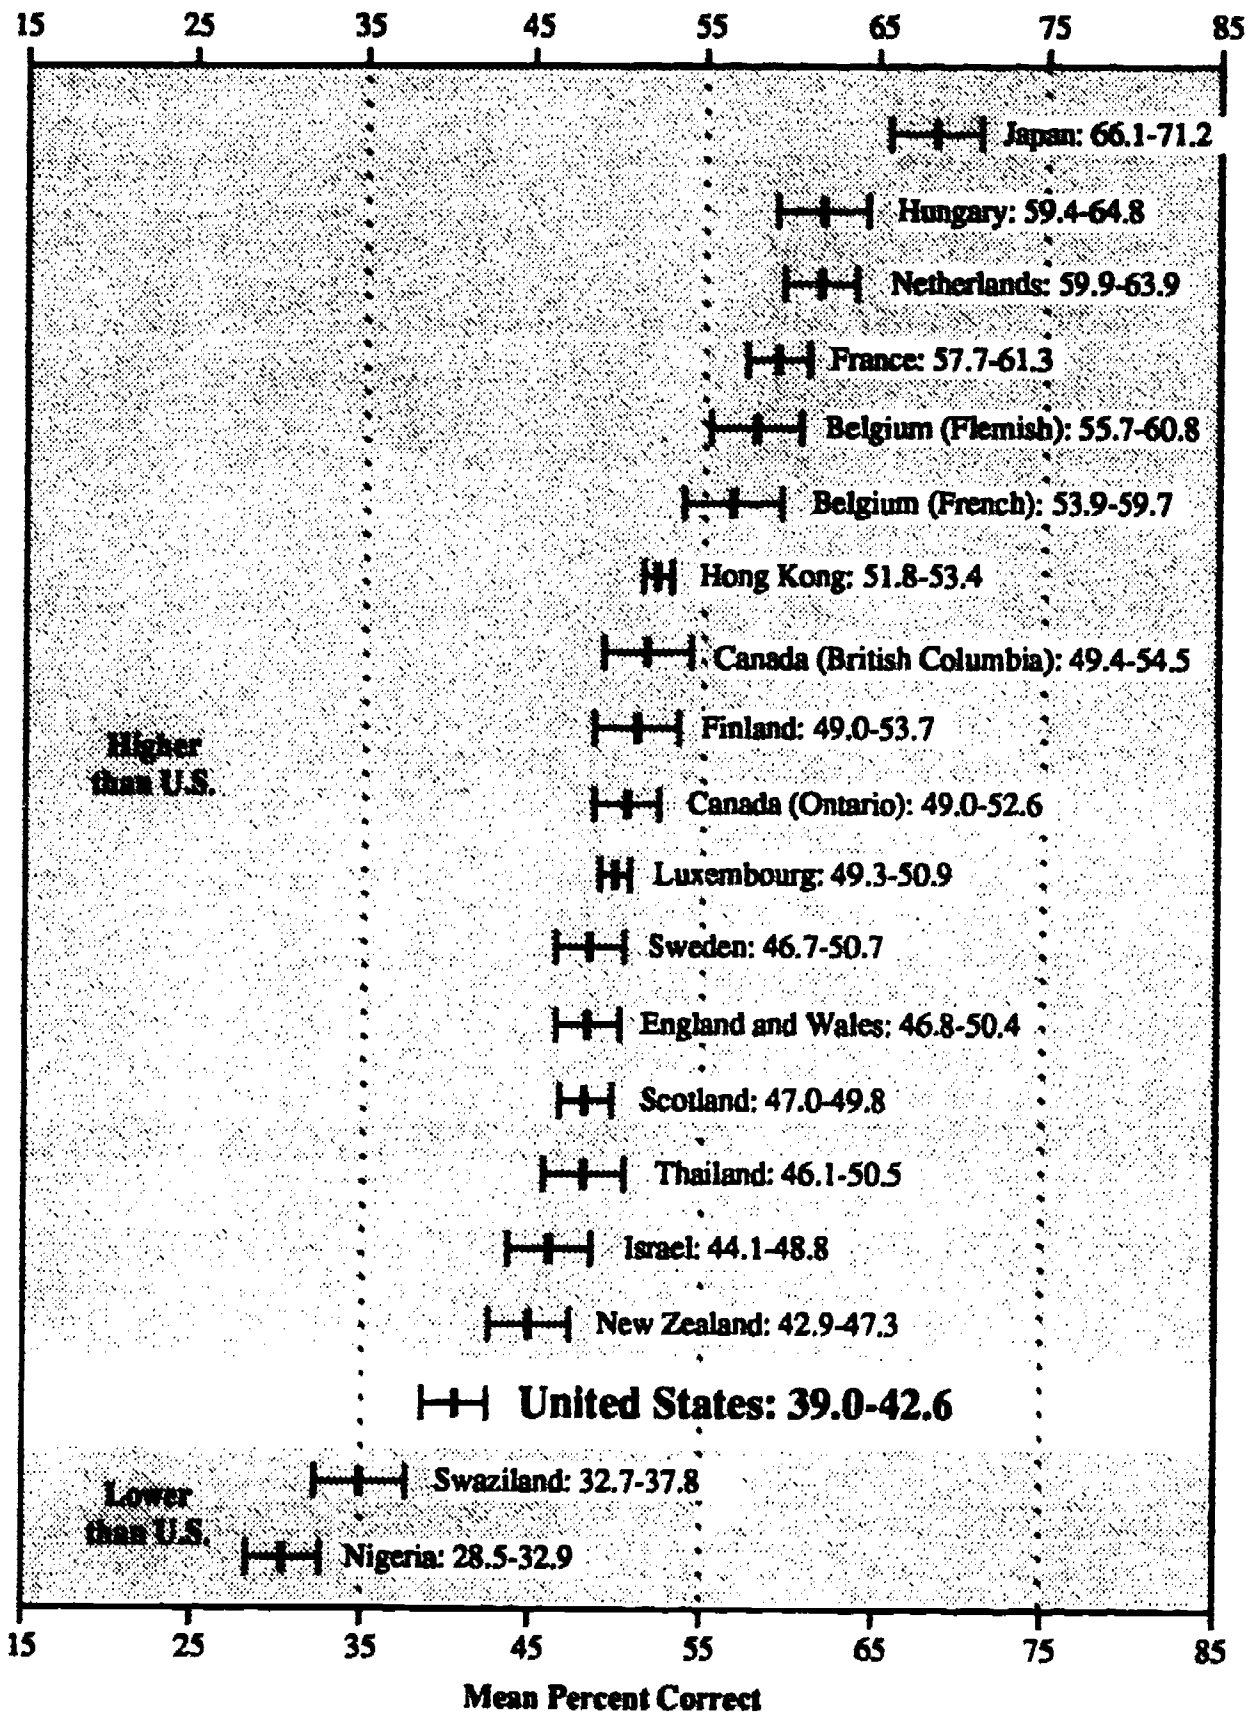 15 25 35 45 55 65 75 85
Japan: 66.1-71.2
Hungary: 59.4-64.8
Netherlands: 59.9-63.9
France: 57.7-61.3
Belgium (Flemish): 55.7-60.8
Belgium (French): 53.9-59.7
Hong Kong: 51.8-53.4
Canada (British Columbia): 49.4-54.5
Finland: 49.0-53.7
Higher
than U.S.
Canada (Ontario): 49.0-52.6
Luxembourg: 49.3-50.9
Sweden: 46.7-50.7
England and Wales: 46.8-50.4
Scotland: 47.0-49.8
Thailand: 46.1-50.5
Israel: 44.1-48.8
New Zealand: 42.9-47.3
United States: 39.0-42.6
Swaziland: 32.7-37.8
Lower
than U.S.
Nigeria: 28.5-32.9
15 25 35 45 55 65 75 85
Mean Percent Correct